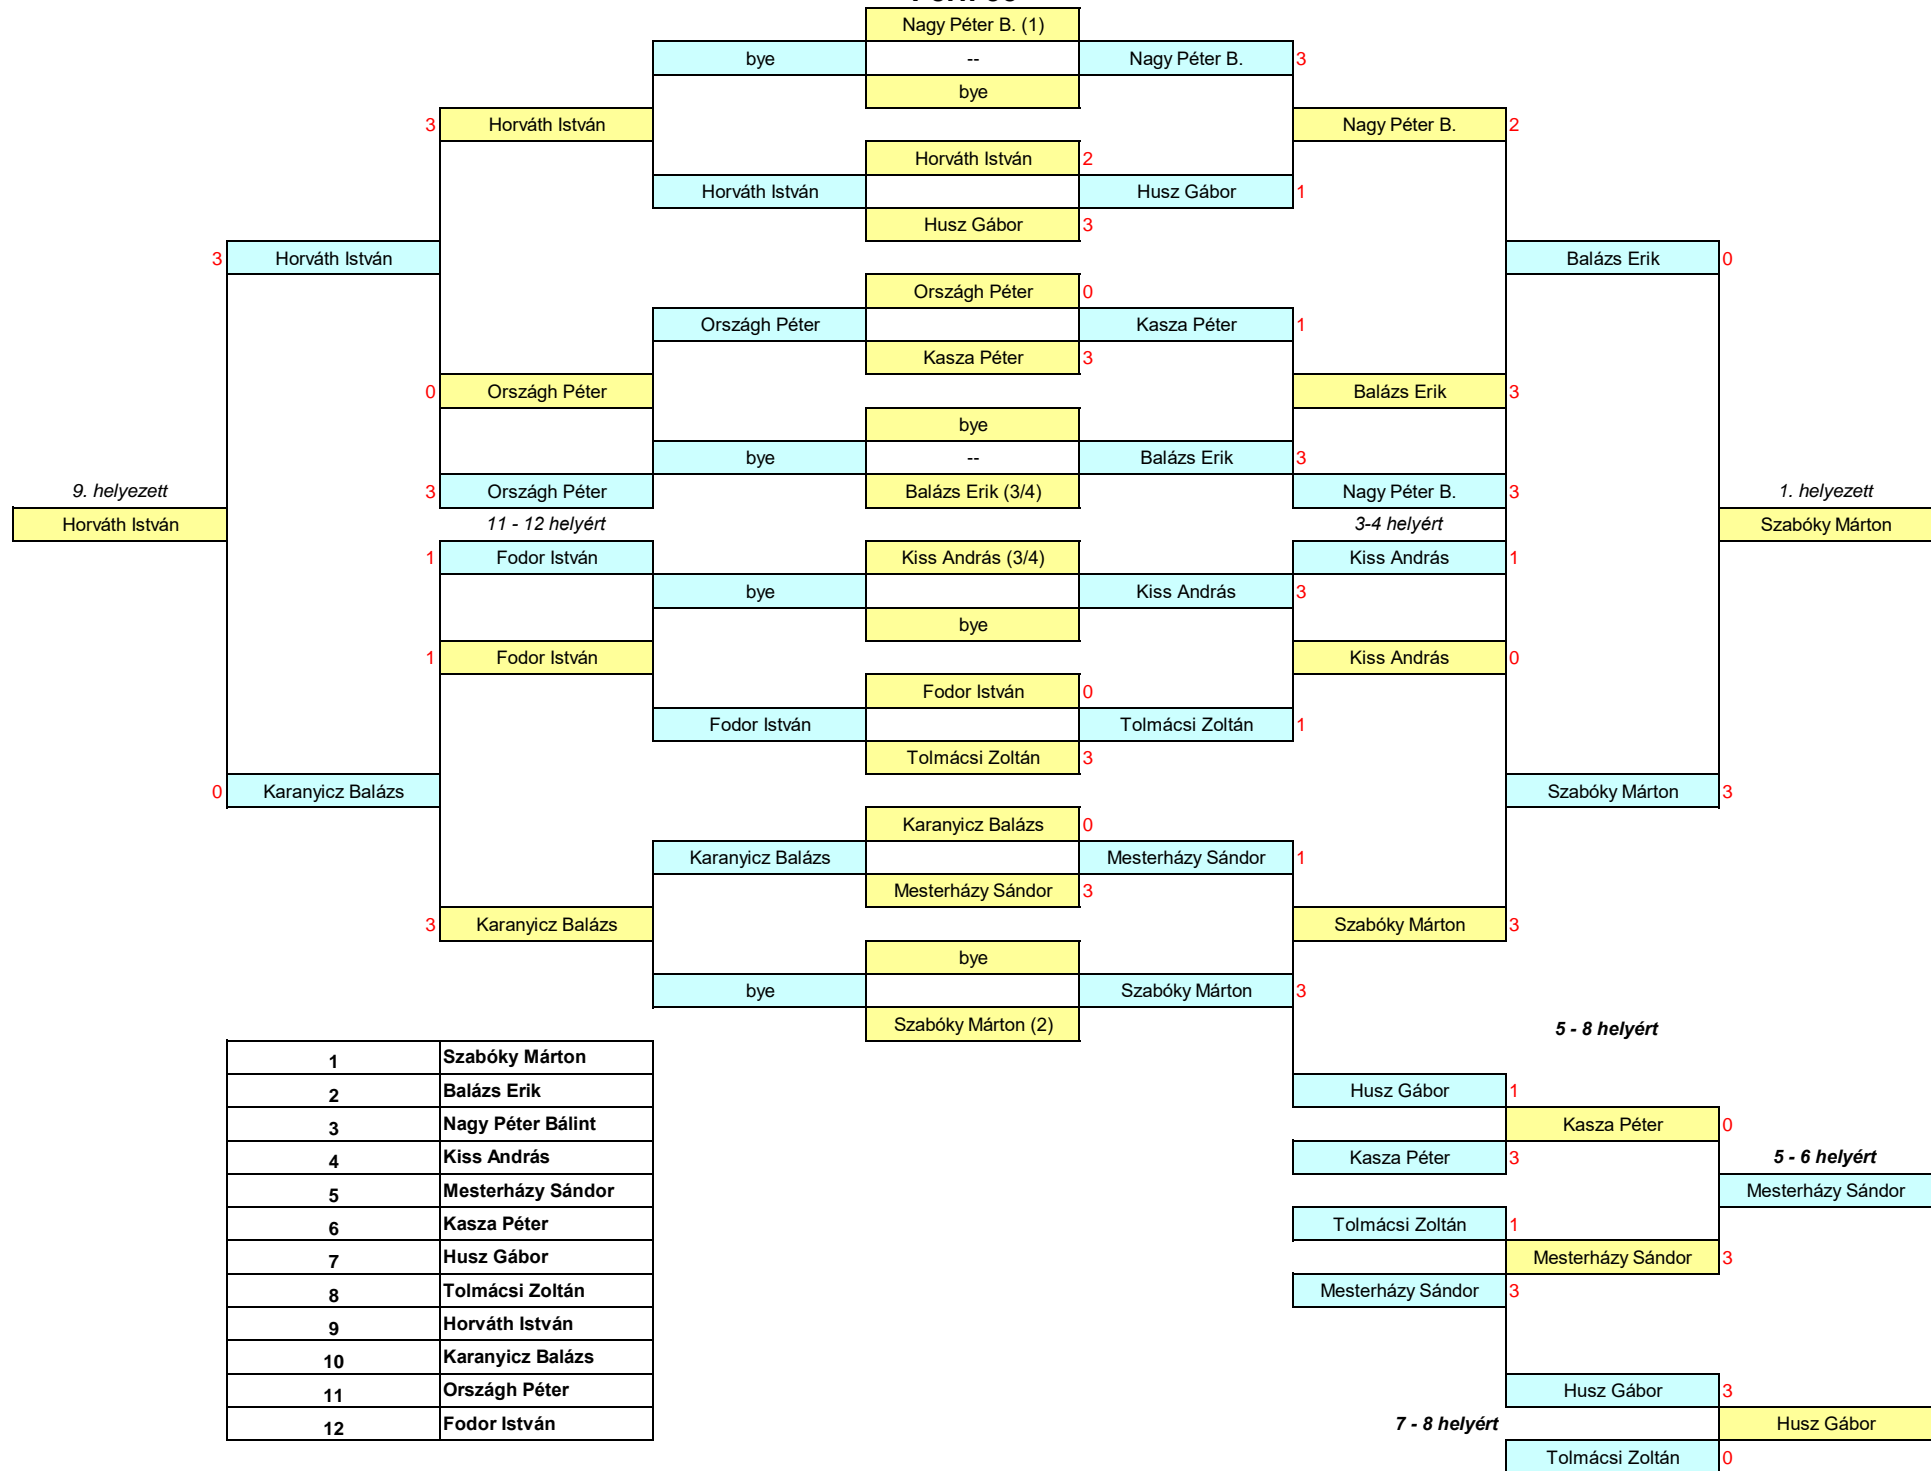 Nagy Péter B. (1)
bye -- Nagy Péter B. 3
bye
3 Horváth István Nagy Péter B. 2
Horváth István 2
Horváth István Husz Gábor 1
Husz Gábor 3
3 Horváth István Balázs Erik 0
Országh Péter 0
Országh Péter Kasza Péter 1
Kasza Péter 3
0 Országh Péter Balázs Erik 3
bye
bye -- Balázs Erik 3
9. helyezett 3 Országh Péter Balázs Erik (3/4) Nagy Péter B. 3 1. helyezett
Horváth István 11 - 12 helyért 3-4 helyért Szabóky Márton
1 Fodor István Kiss András (3/4) Kiss András 1
bye Kiss András 3
bye
1 Fodor István Kiss András 0
Fodor István 0
Fodor István Tolmácsi Zoltán 1
Tolmácsi Zoltán 3
0 Karanyicz Balázs Szabóky Márton 3
Karanyicz Balázs 0
Karanyicz Balázs Mesterházy Sándor 1
Mesterházy Sándor 3
3 Karanyicz Balázs Szabóky Márton 3
bye
bye Szabóky Márton 3
Szabóky Márton (2) 5 - 8 helyért
1 Szabóky Márton
2 Balázs Erik Husz Gábor 1
3 Nagy Péter Bálint Kasza Péter 0
4 Kiss András Kasza Péter 3 5 - 6 helyért
5 Mesterházy Sándor Mesterházy Sándor
6 Kasza Péter Tolmácsi Zoltán 1
7 Husz Gábor Mesterházy Sándor 3
8 Tolmácsi Zoltán Mesterházy Sándor 3
9 Horváth István
10 Karanyicz Balázs
11 Országh Péter Husz Gábor 3
12 Fodor István 7 - 8 helyért Husz Gábor
Tolmácsi Zoltán 0